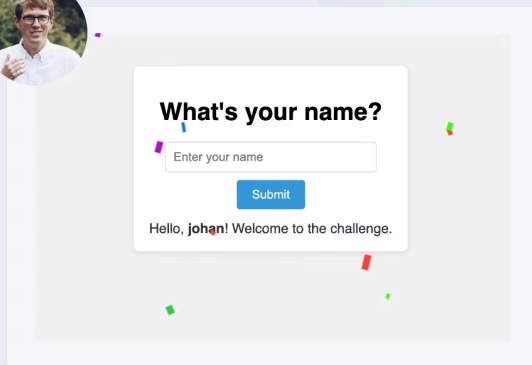 What's your name?
Enter your name
Submit
Hello, johan! Welcome to the challenge.